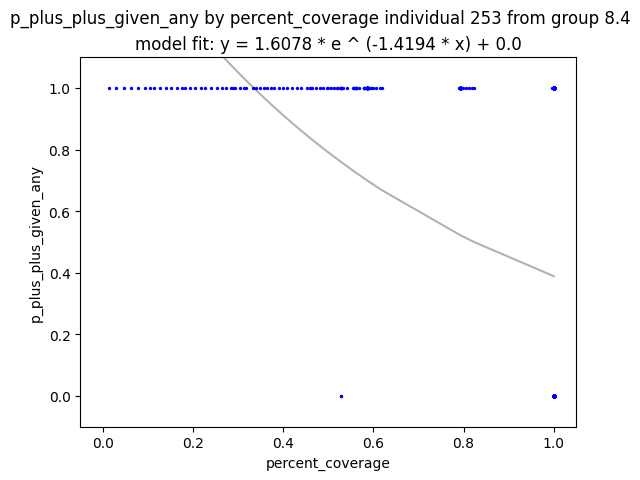 p_plus_plus_given_any by percent_coverage individual 253 from group 8.4
model fit: y = 1.6078 * e ^ (-1.4194 * x) + 0.0
1.0
0.8
0.6
0.4
0.2
0.0
p_plus_plus_given_any
0.0 0.2 0.4 0.6 0.8 1.0
percent_coverage